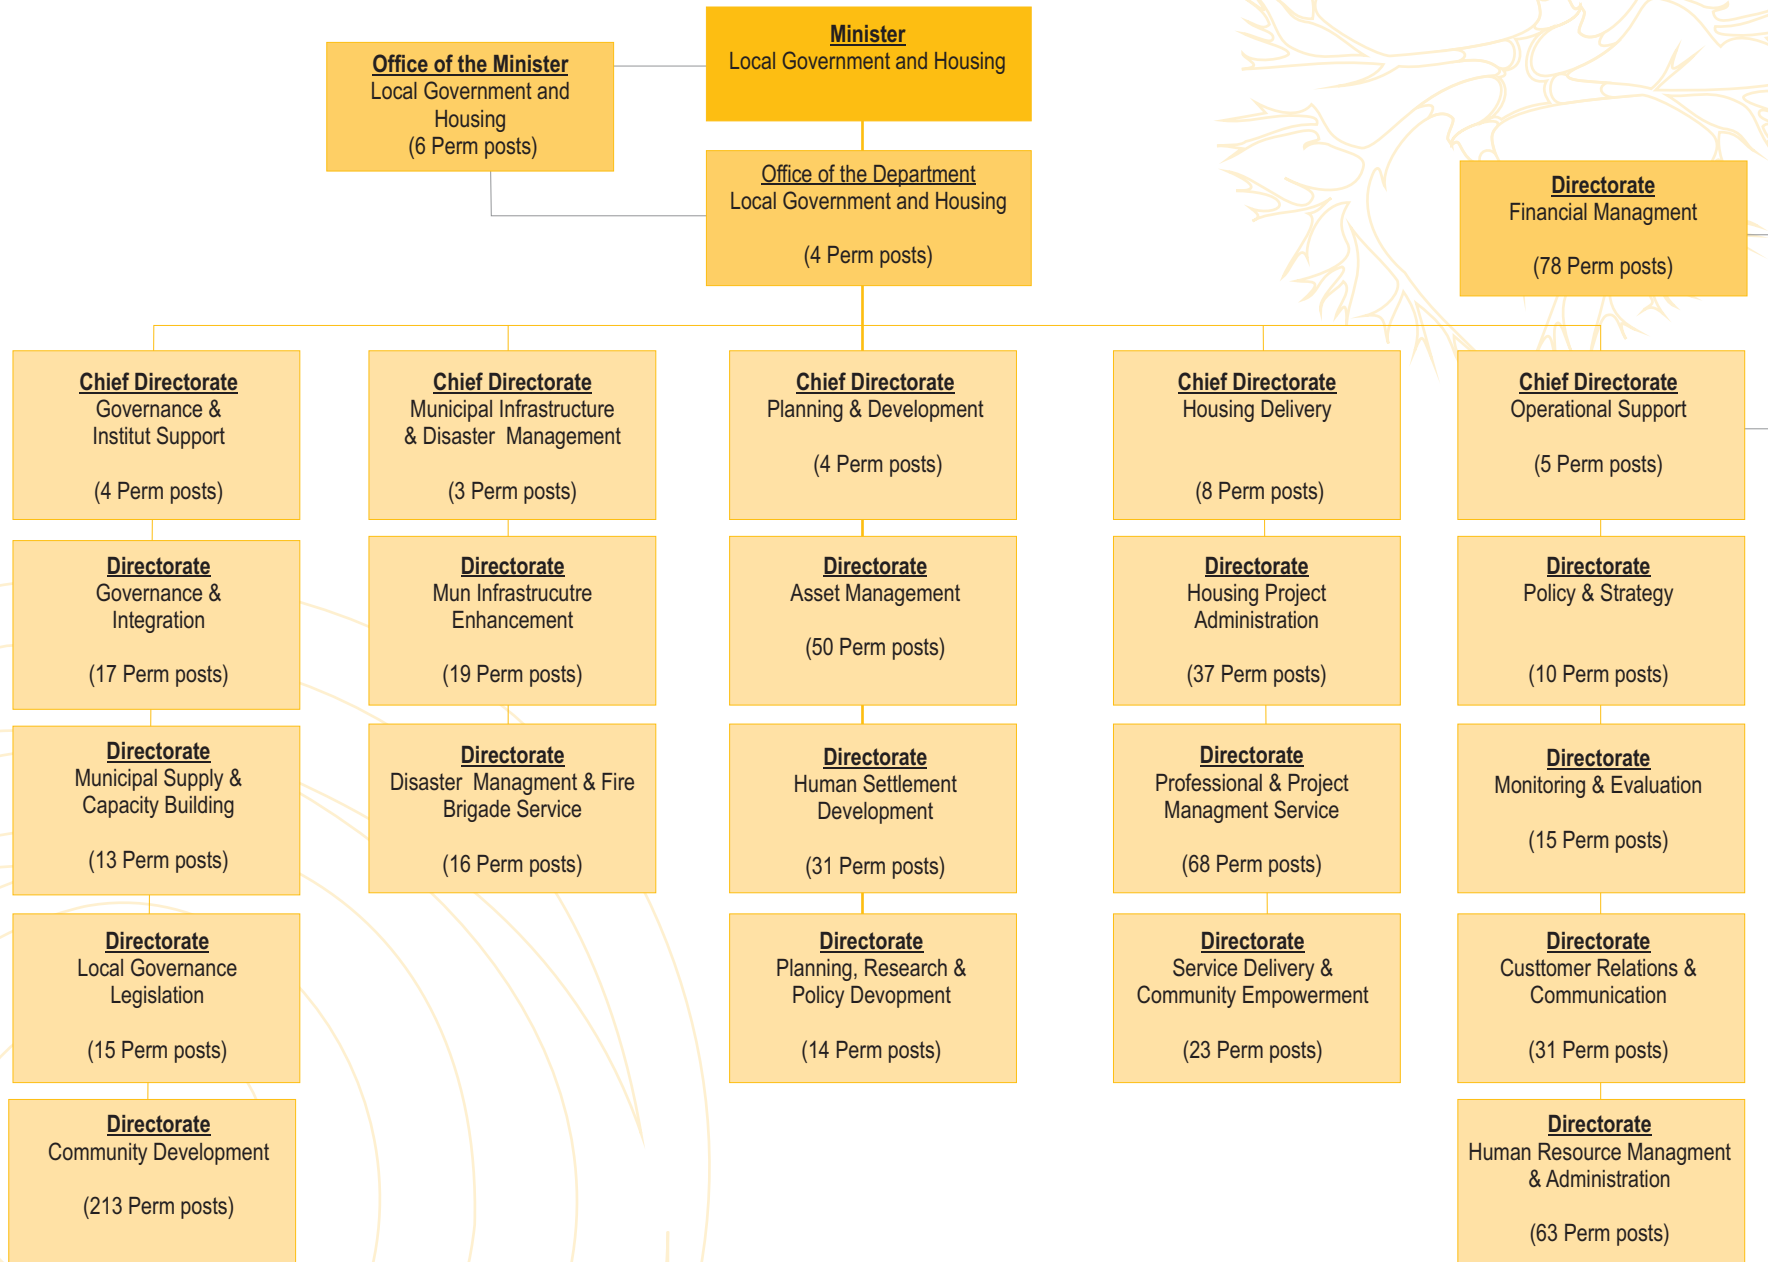 Minister
Local Government and Housing
Office of the Minister
Local Government and
Housing
(6 Perm posts)
Office of the Department
Local Government and Housing
(4 Perm posts)
Directorate
Financial Managment
(78 Perm posts)
Chief Directorate
Governance &
Institut Support
(4 Perm posts)
Chief Directorate
Municipal Infrastructure
& Disaster Management
(3 Perm posts)
Chief Directorate
Planning & Development
(4 Perm posts)
Chief Directorate
Housing Delivery
(8 Perm posts)
Chief Directorate
Operational Support
(5 Perm posts)
Directorate
Governance &
Integration
(17 Perm posts)
Directorate
Mun Infrastrucutre
Enhancement
(19 Perm posts)
Directorate
Asset Management
(50 Perm posts)
Directorate
Housing Project
Administration
(37 Perm posts)
Directorate
Policy & Strategy
(10 Perm posts)
Directorate
Municipal Supply &
Capacity Building
(13 Perm posts)
Directorate
Disaster Managment & Fire
Brigade Service
(16 Perm posts)
Directorate
Human Settlement
Development
(31 Perm posts)
Directorate
Professional & Project
Managment Service
(68 Perm posts)
Directorate
Monitoring & Evaluation
(15 Perm posts)
Directorate
Local Governance
Legislation
(15 Perm posts)
Directorate
Planning, Research &
Policy Devopment
(14 Perm posts)
Directorate
Service Delivery &
Community Empowerment
(23 Perm posts)
Directorate
Custtomer Relations &
Communication
(31 Perm posts)
Directorate
Community Development
(213 Perm posts)
Directorate
Human Resource Managment
& Administration
(63 Perm posts)